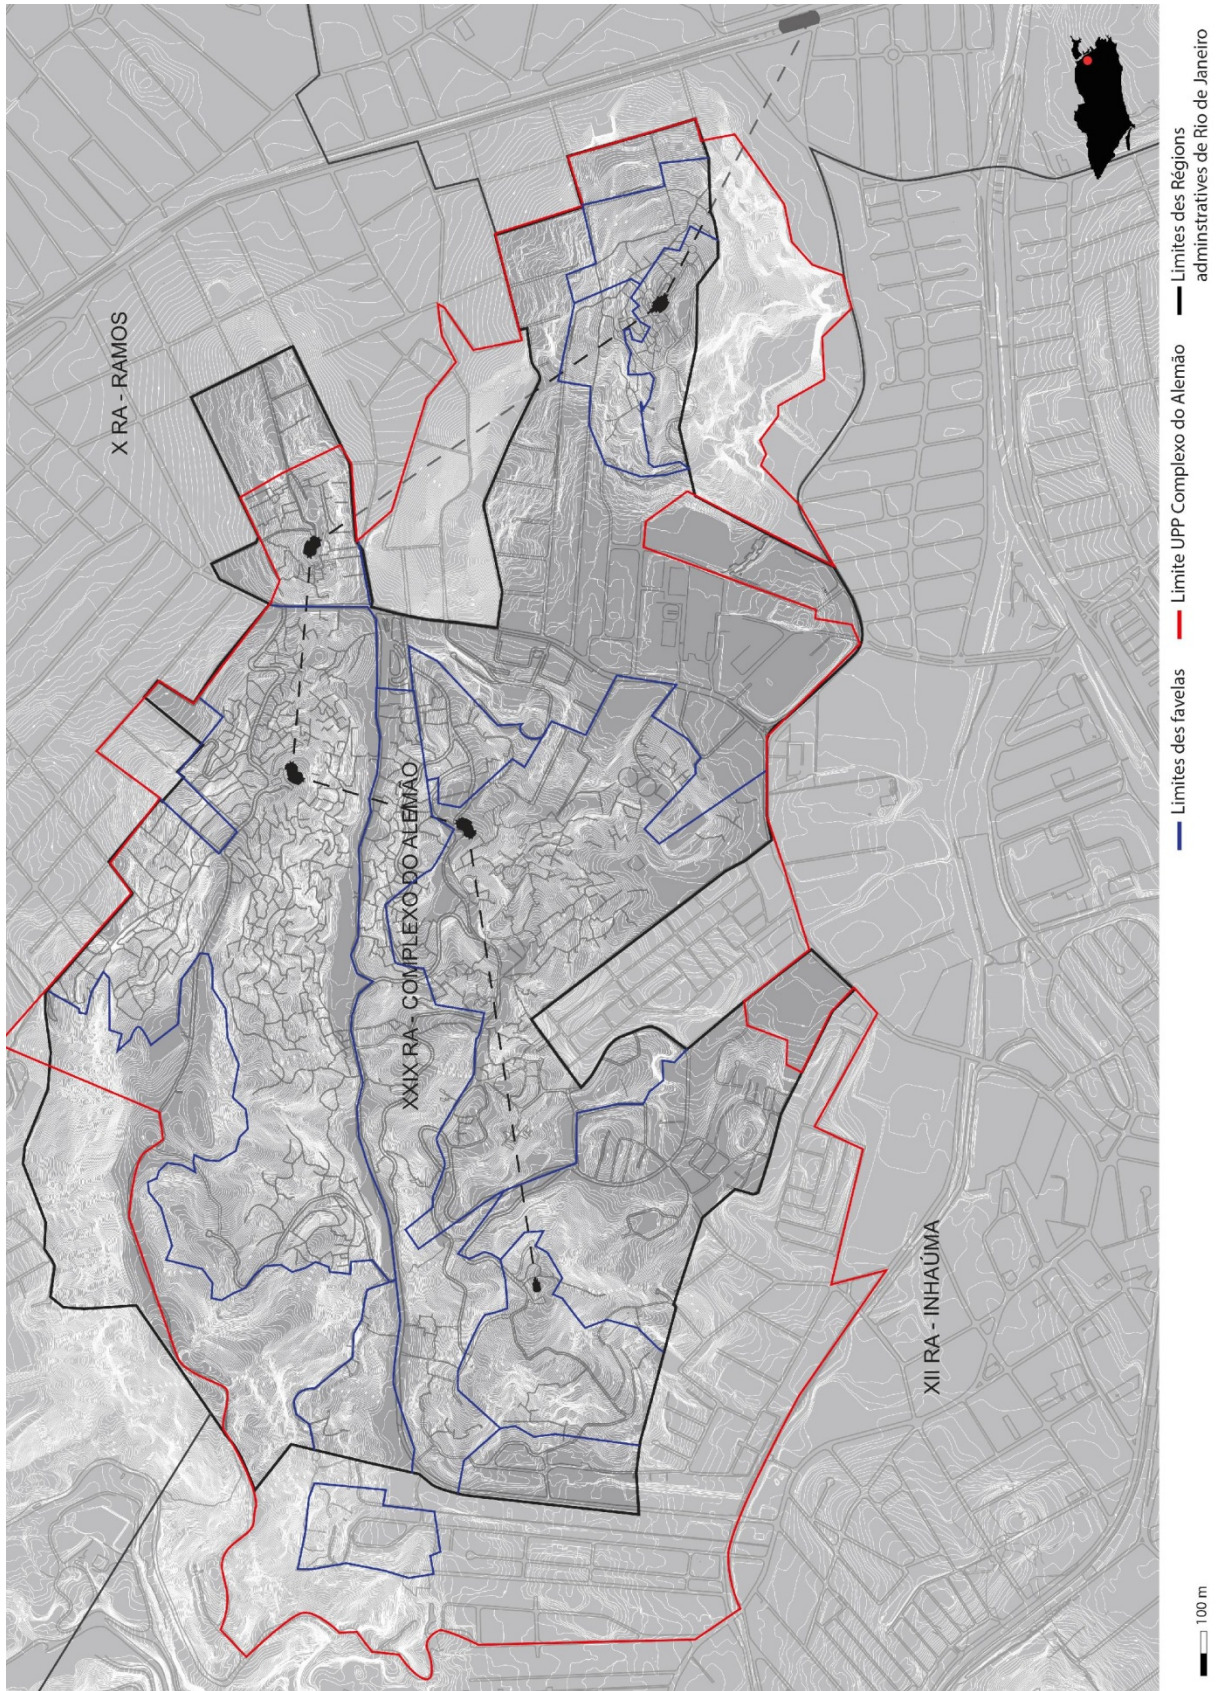 X RA - RAMOS
XXIX RA - COMPLEXO DO ALEMÃO
XII RA - INHAÚMA
100 m
Limites des favelas
Limite UPP Complexo do Alemão
Limites des Régions
adminstratives de Rio de Janeiro